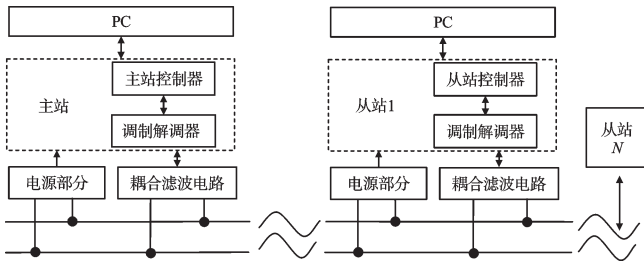 PC
主站
主站控制器
调制解调器
电源部分
耦合滤波电路
PC
从站1
从站控制器
调制解调器
电源部分
耦合滤波电路
从站
N